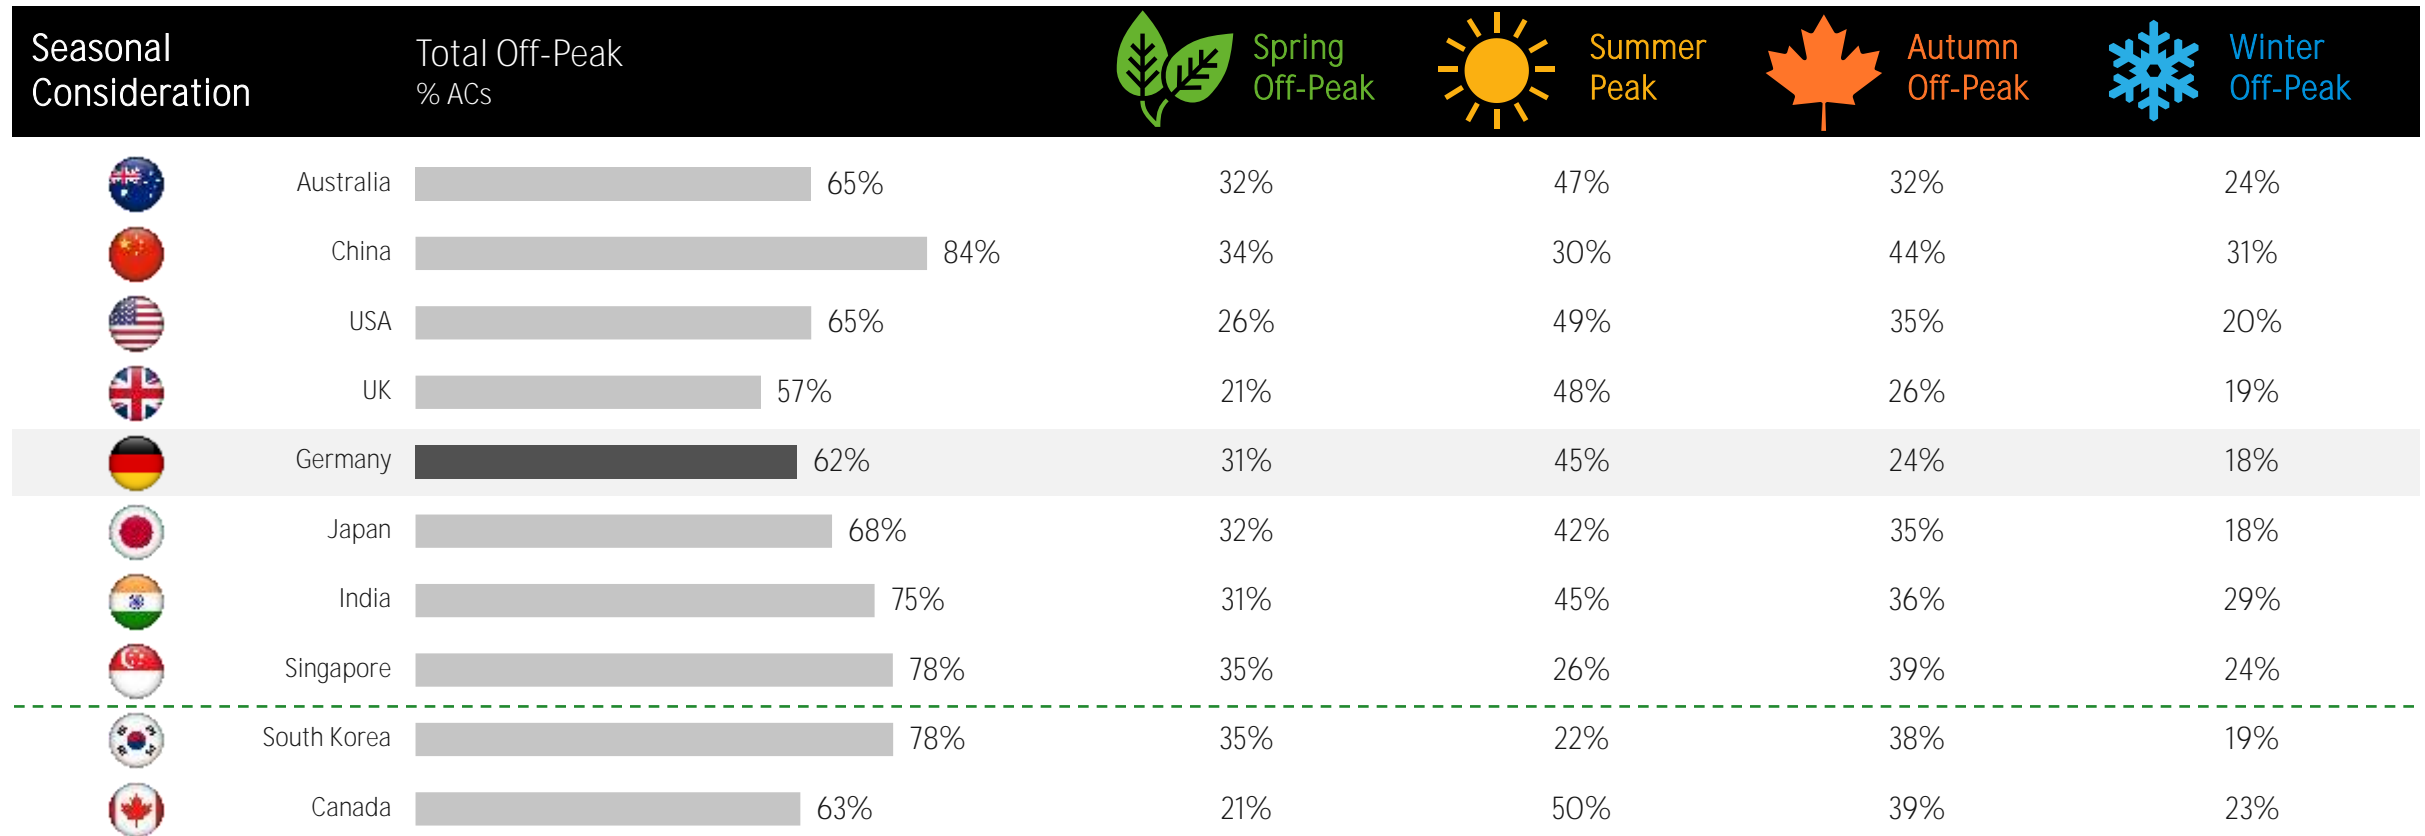 Seasonal
Consideration
Total Off-Peak
% ACs
Spring
Off-Peak
Summer
Peak
Autumn
Off-Peak
Winter
Off-Peak
Australia 65% 32% 47% 32% 24%
China 84% 34% 30% 44% 31%
USA 65% 26% 49% 35% 20%
UK 57% 21% 48% 26% 19%
Germany 62% 31% 45% 24% 18%
Japan 68% 32% 42% 35% 18%
India 75% 31% 45% 36% 29%
Singapore 78% 35% 26% 39% 24%
South Korea 78% 35% 22% 38% 19%
Canada 63% 21% 50% 39% 23%